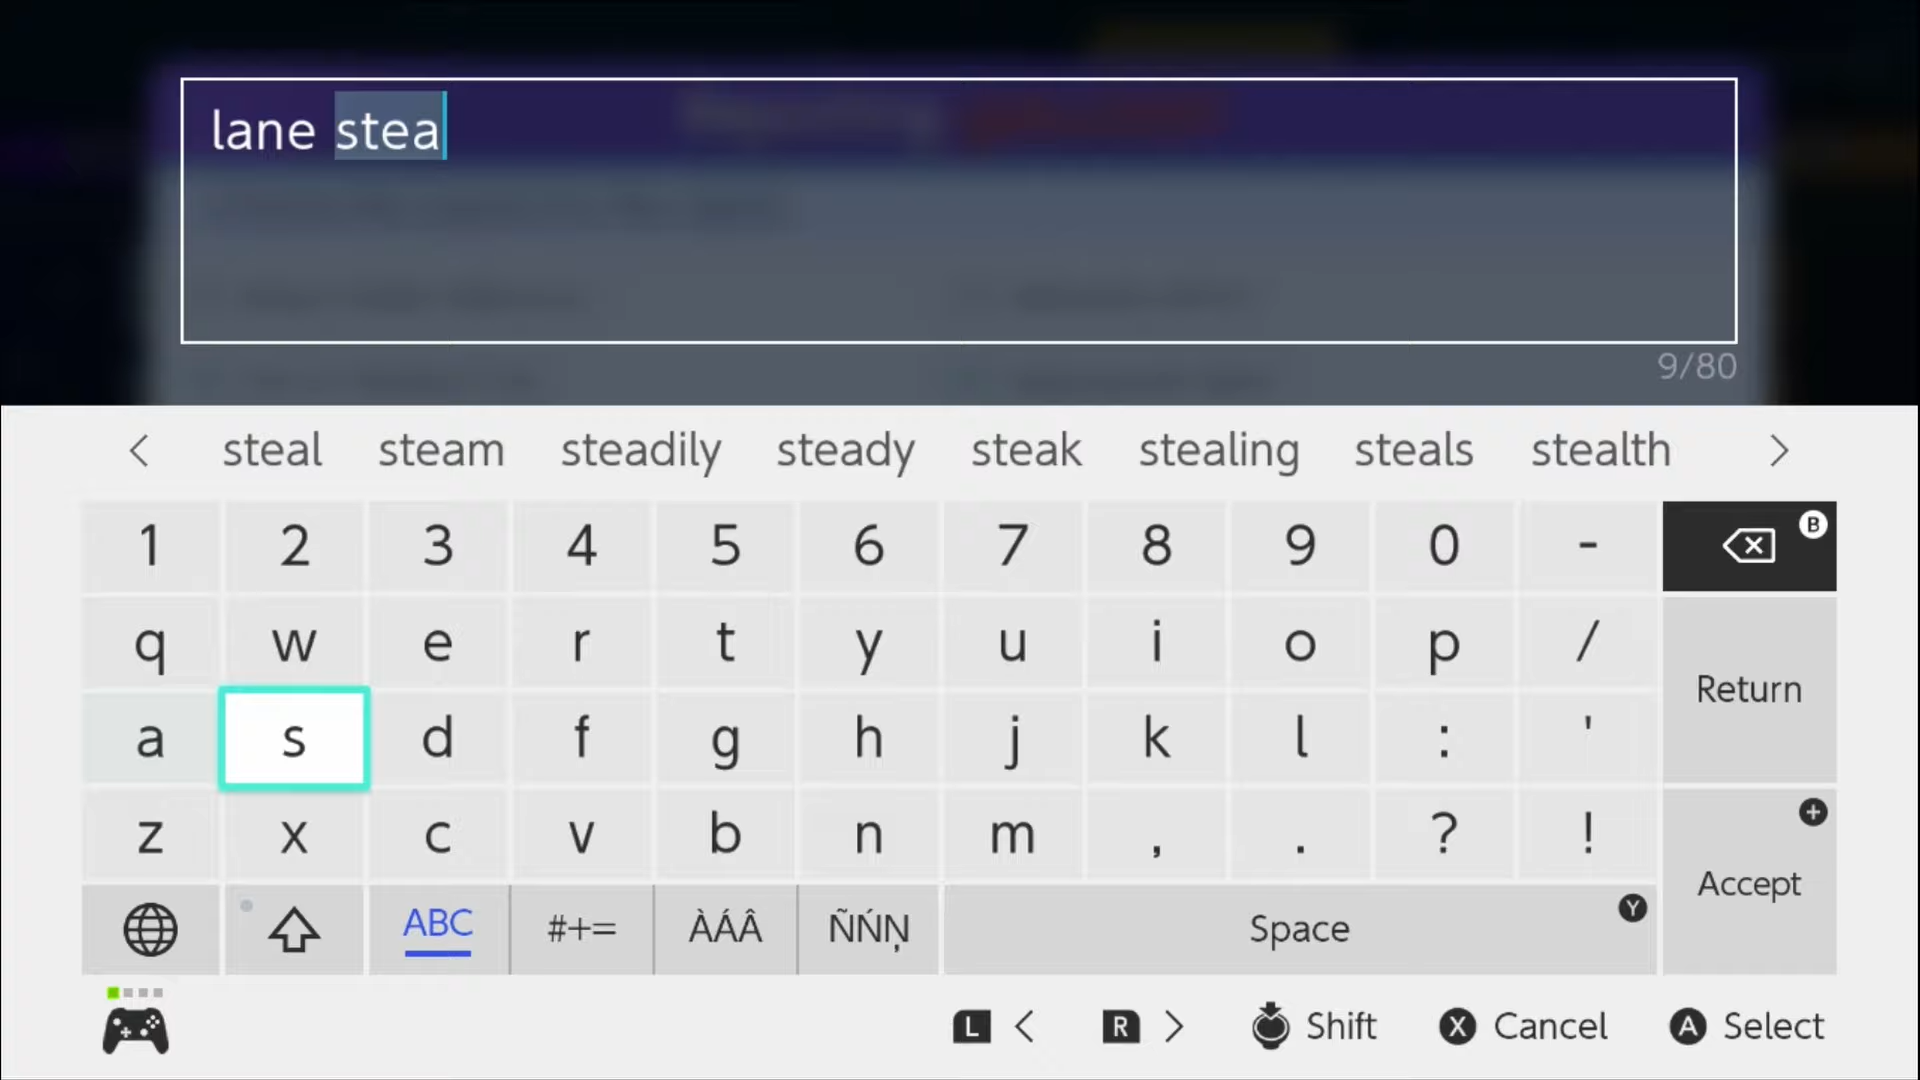 lane stea
9/80
< steal steam steadily steady steak stealing steals stealth >
1 2 3 4 5 6 7 8 9 0 - B
q w e r t y u i o p / Return
a s d f g h j k l : '
z x c v b n m , . ? ! + Accept
ABC #+= ÀÁÂ ÑŃŅ Space Y
L < R > Shift X Cancel A Select